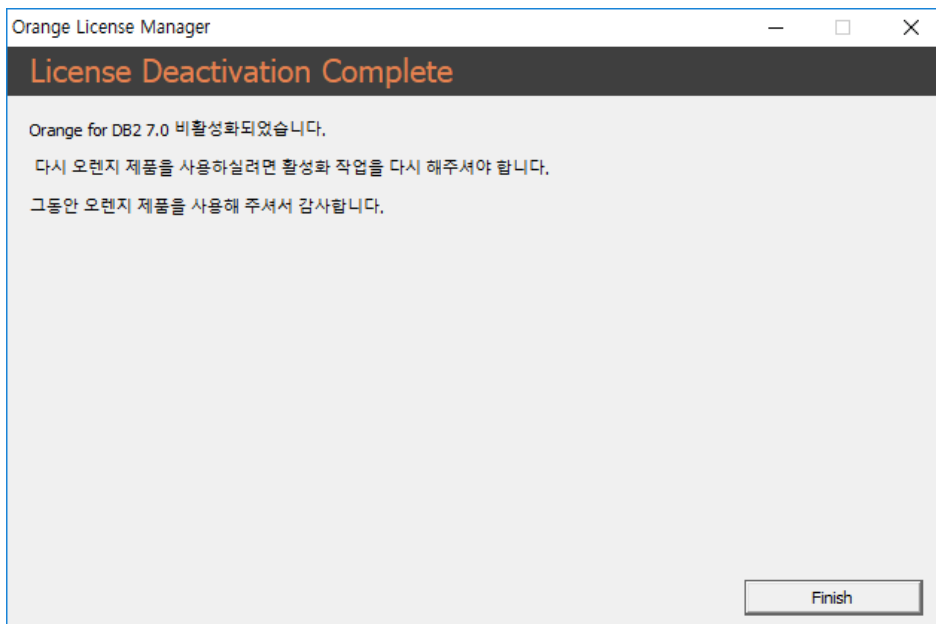 Orange License Manager
License Deactivation Complete
Orange for DB2 7.0 비활성화되었습니다.
다시 오렌지 제품을 사용하실려면 활성화 작업을 다시 해주셔야 합니다.
그동안 오렌지 제품을 사용해 주셔서 감사합니다.
Finish